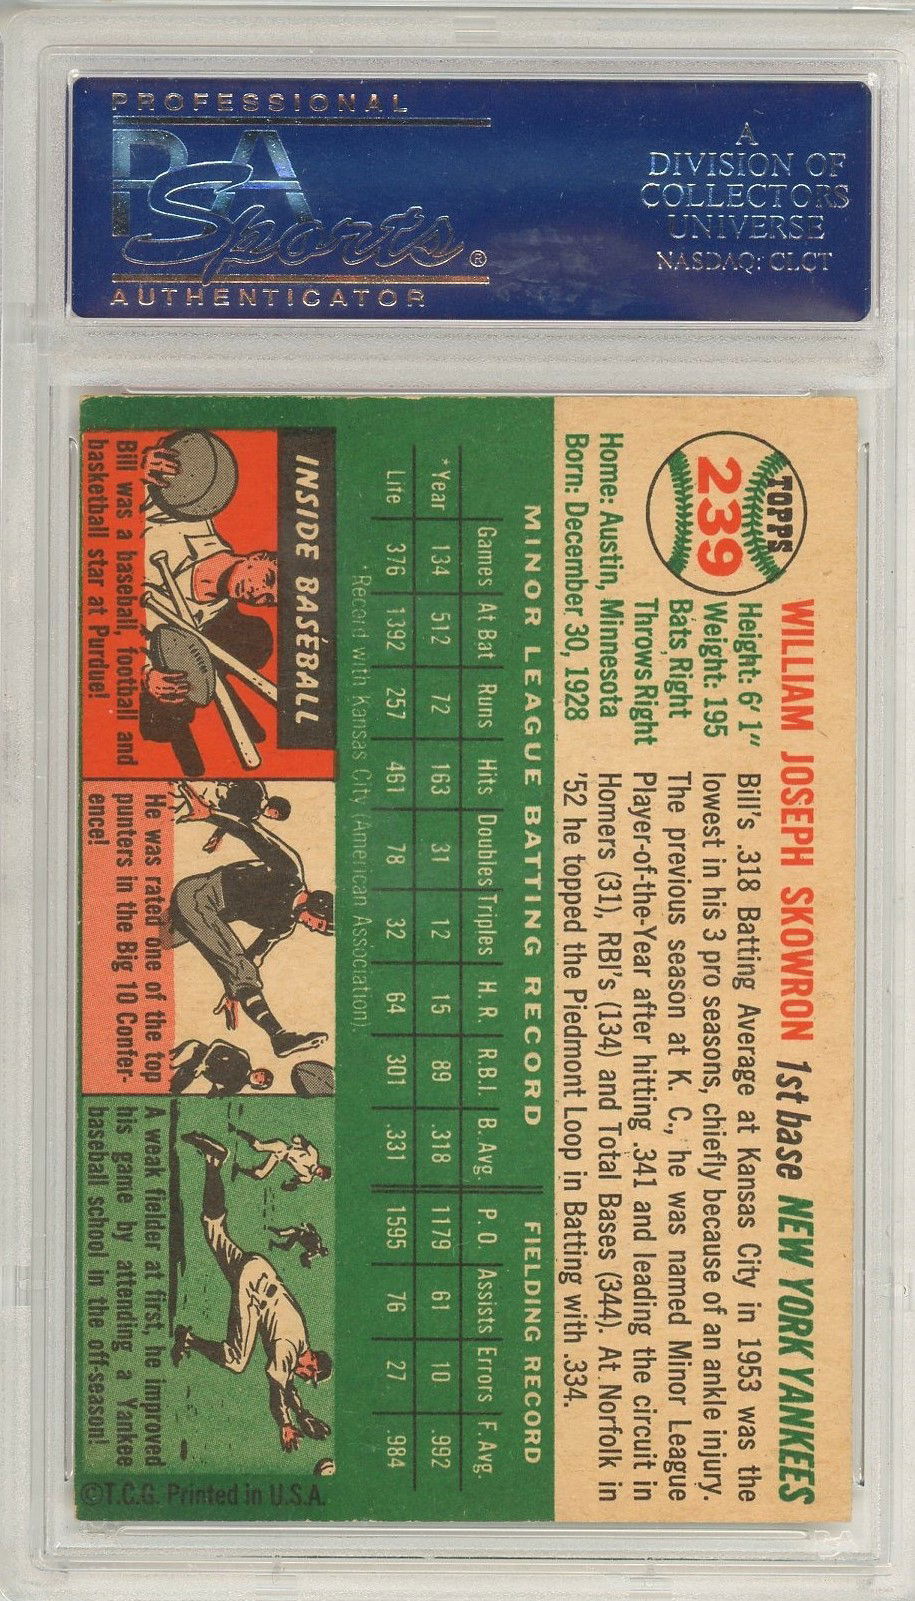 PROFESSIONAL
PSA
Sports®
AUTHENTICATOR
A
DIVISION OF
COLLECTORS
UNIVERSE
NASDAQ: CLCT
TOPPS
239
WILLIAM JOSEPH SKOWRON 1st base NEW YORK YANKEES
Height: 6' 1"
Weight: 195
Bats, Right
Throws Right
Home: Austin, Minnesota
Born: December 30, 1928
Bill's .318 Batting Average at Kansas City in 1953 was the
lowest in his 3 pro seasons, chiefly because of an ankle injury.
The previous season at K. C., he was named Minor League
Player-of-the-Year after hitting .341 and leading the circuit in
Homers (31), RBI's (134) and Total Bases (344). At Norfolk in
'52 he topped the Piedmont Loop in Batting with .334.
MINOR LEAGUE BATTING RECORD FIELDING RECORD
Games At Bat Runs Hits Doubles Triples H. R. R.B.I. B. Avg. P. O. Assists Errors F. Avg.
*Year 134 512 72 163 31 12 15 89 .318 1179 61 10 .992
Life 376 1392 257 461 78 32 64 301 .331 1595 76 27 .984
*Record with Kansas City (American Association).
INSIDE BASEBALL
Bill was a baseball, football and
basketball star at Purdue!
He was rated one of the top
punters in the Big 10 Confer-
ence!
A weak fielder at first, he improved
his game by attending a Yankee
baseball school in the off-season!
©T.C.G. Printed in U.S.A.